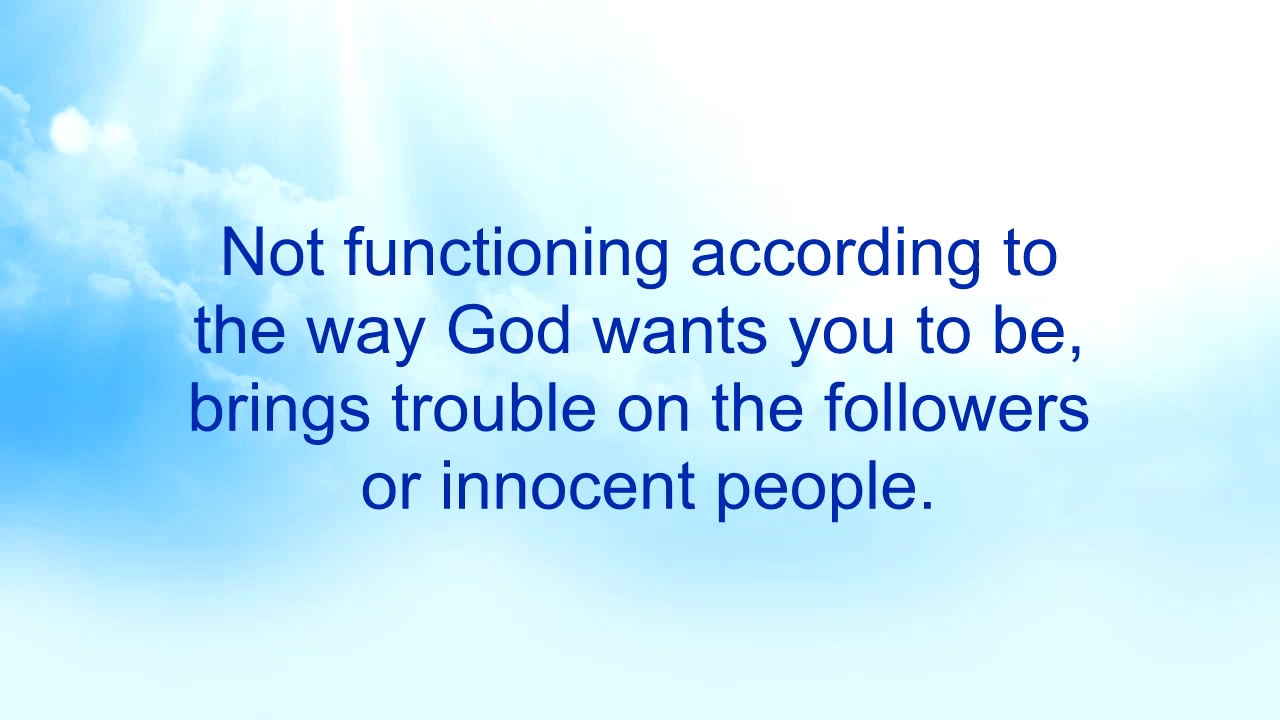 Not functioning according to
the way God wants you to be,
brings trouble on the followers
or innocent people.